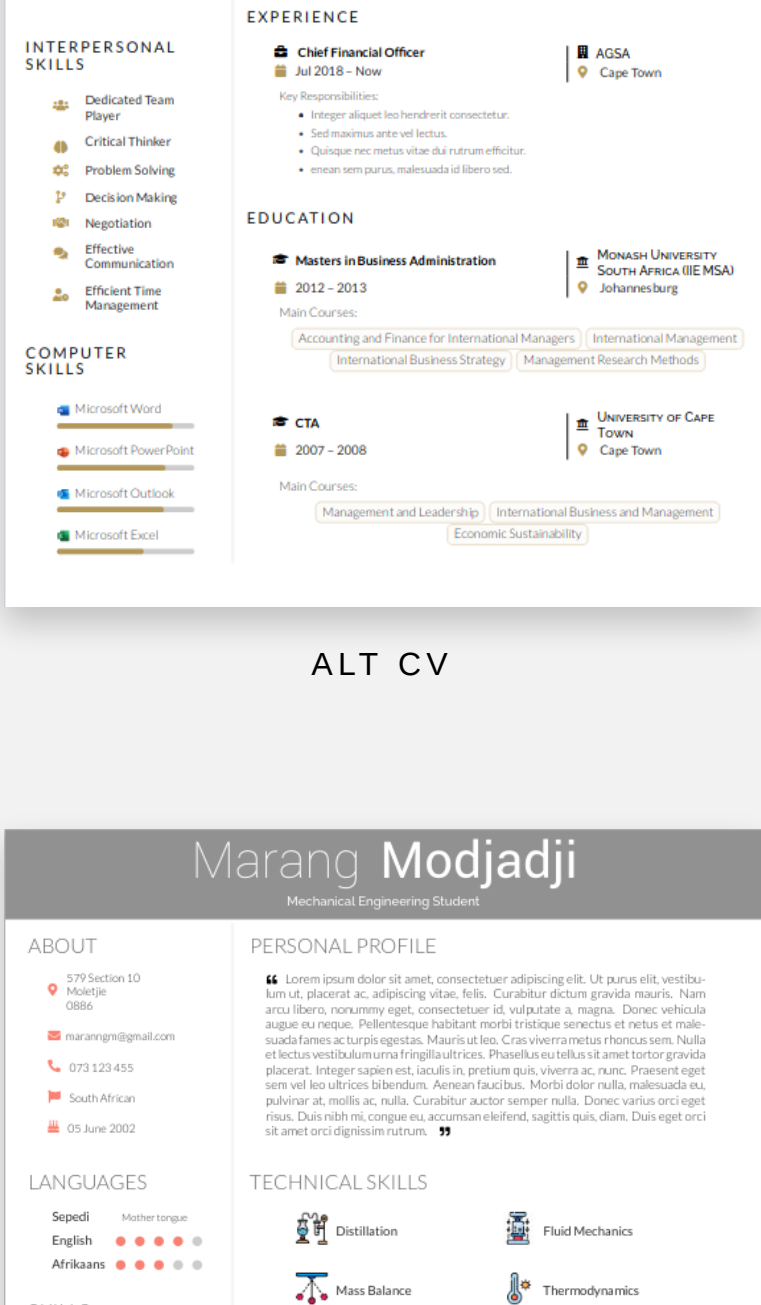 INTERPERSONAL
SKILLS
Dedicated Team
Player
Critical Thinker
Problem Solving
Decision Making
Negotiation
Effective
Communication
Efficient Time
Management
COMPUTER
SKILLS
Microsoft Word
Microsoft PowerPoint
Microsoft Outlook
Microsoft Excel
EXPERIENCE
Chief Financial Officer
AGSA
Jul 2018 – Now
Cape Town
Key Responsibilities:
• Integer aliquet leo hendrerit consectetur.
• Sed maximus ante vel lectus.
• Quisque nec metus vitae dui rutrum efficitur.
• enean sem purus, malesuada id libero sed.
EDUCATION
Masters in Business Administration
Monash University
South Africa (IIE MSA)
2012 – 2013
Johannesburg
Main Courses:
Accounting and Finance for International Managers
International Management
International Business Strategy
Management Research Methods
CTA
University of Cape
Town
2007 – 2008
Cape Town
Main Courses:
Management and Leadership
International Business and Management
Economic Sustainability
ALT CV
Marang Modjadji
Mechanical Engineering Student
ABOUT
579 Section 10
Moletjie
0886
maranngm@gmail.com
073 123 455
South African
05 June 2002
LANGUAGES
Sepedi Mother tongue
English
Afrikaans
PERSONAL PROFILE
❝ Lorem ipsum dolor sit amet, consectetuer adipiscing elit. Ut purus elit, vestibu-
lum ut, placerat ac, adipiscing vitae, felis. Curabitur dictum gravida mauris. Nam
arcu libero, nonummy eget, consectetuer id, vulputate a, magna. Donec vehicula
augue eu neque. Pellentesque habitant morbi tristique senectus et netus et male-
suada fames ac turpis egestas. Mauris ut leo. Cras viverra metus rhoncus sem. Nulla
et lectus vestibulum urna fringilla ultrices. Phasellus eu tellus sit amet tortor gravida
placerat. Integer sapien est, iaculis in, pretium quis, viverra ac, nunc. Praesent eget
sem vel leo ultrices bibendum. Aenean faucibus. Morbi dolor nulla, malesuada eu,
pulvinar at, mollis ac, nulla. Curabitur auctor semper nulla. Donec varius orci eget
risus. Duis nibh mi, congue eu, accumsan eleifend, sagittis quis, diam. Duis eget orci
sit amet orci dignissim rutrum. ❞
TECHNICAL SKILLS
Distillation
Fluid Mechanics
Mass Balance
Thermodynamics